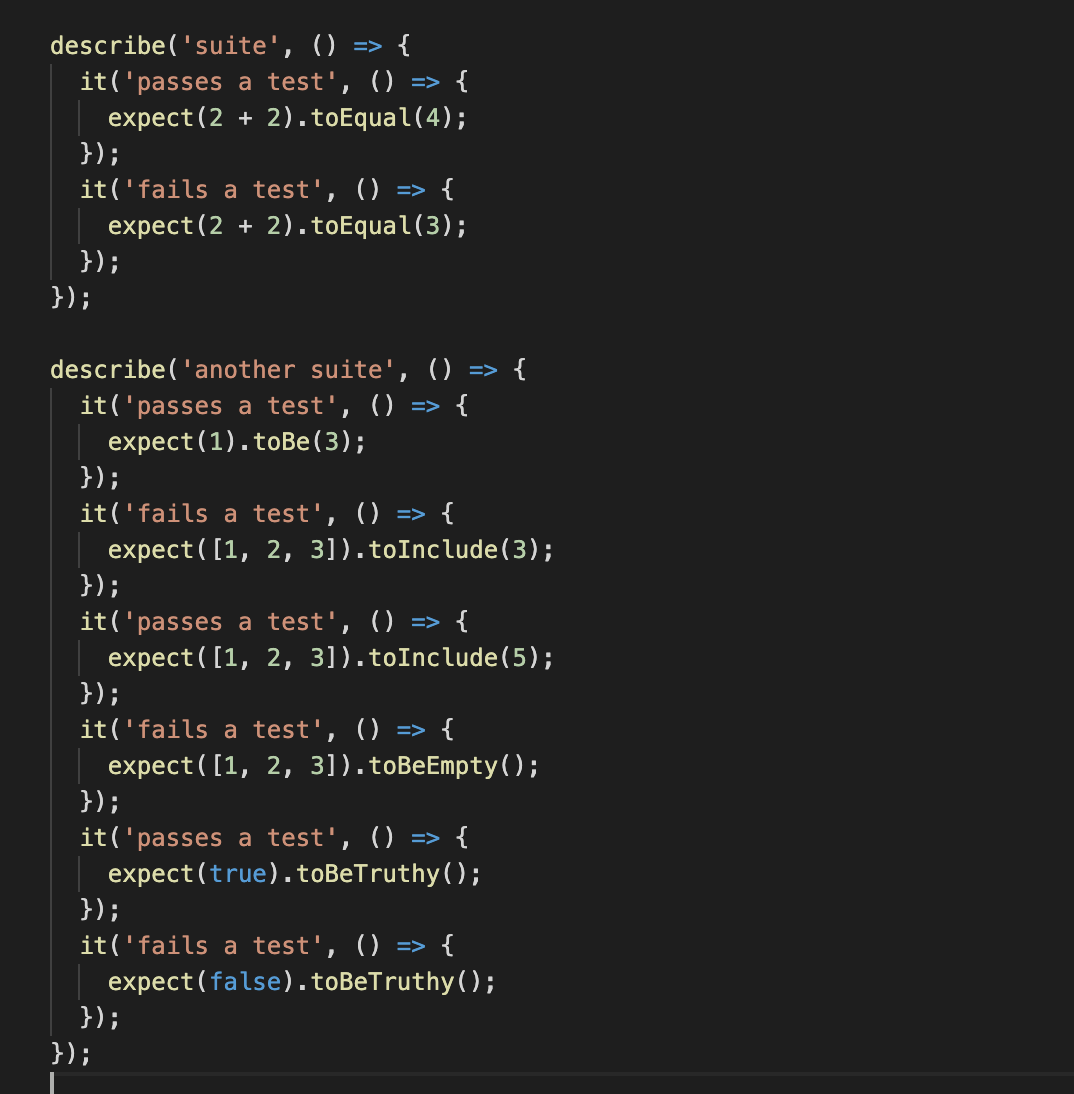 describe('suite', () => {
  it('passes a test', () => {
    expect(2 + 2).toEqual(4);
  });
  it('fails a test', () => {
    expect(2 + 2).toEqual(3);
  });
});

describe('another suite', () => {
  it('passes a test', () => {
    expect(1).toBe(3);
  });
  it('fails a test', () => {
    expect([1, 2, 3]).toInclude(3);
  });
  it('passes a test', () => {
    expect([1, 2, 3]).toInclude(5);
  });
  it('fails a test', () => {
    expect([1, 2, 3]).toBeEmpty();
  });
  it('passes a test', () => {
    expect(true).toBeTruthy();
  });
  it('fails a test', () => {
    expect(false).toBeTruthy();
  });
});